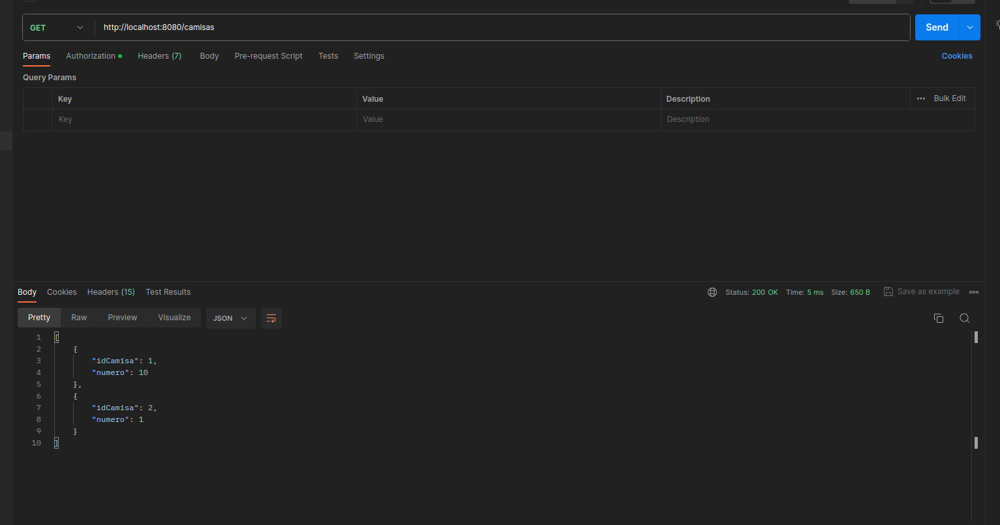 GET http://localhost:8080/camisas Send
Params Authorization Headers (7) Body Pre-request Script Tests Settings Cookies
Query Params
Key Value Description Bulk Edit
Key Value Description
Body Cookies Headers (15) Test Results Status: 200 OK Time: 5 ms Size: 650 B Save as example
Pretty Raw Preview Visualize JSON
1 [
2 {
3 "idCamisa": 1,
4 "numero": 10
5 },
6 {
7 "idCamisa": 2,
8 "numero": 1
9 }
10 ]